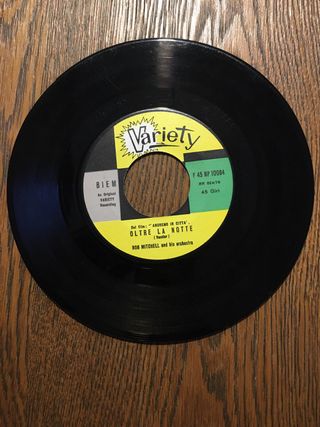 Variety
BIEM
An Original
VARIETY
Recording
F 45 NP 10084
45 Giri
Dal film: "ANDREMO IN CITTA'"
OLTRE LA NOTTE
( Vandor )
BOB MITCHELL and his orchestra